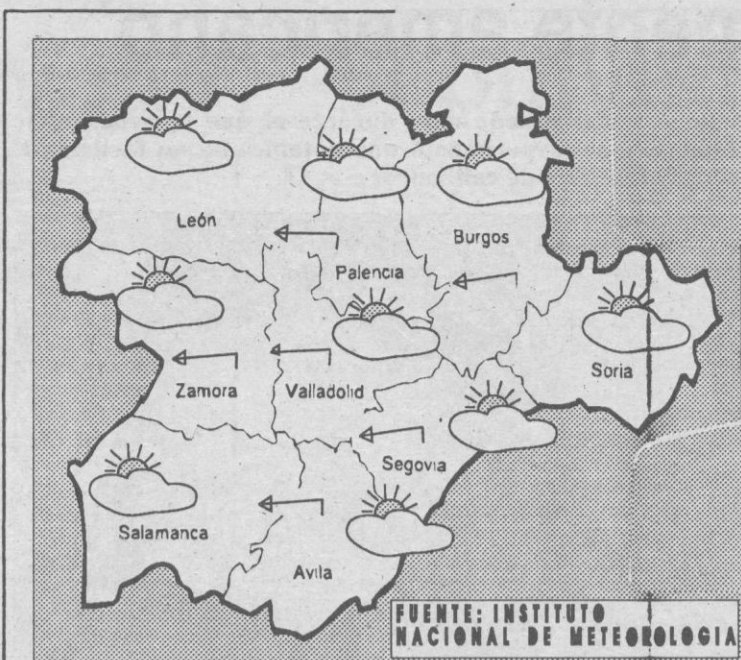 León
Burgos
Palencia
Soria
Zamora
Valladolid
Segovia
Salamanca
Avila
FUENTE: INSTITUTO
NACIONAL DE METEOROLOGIA